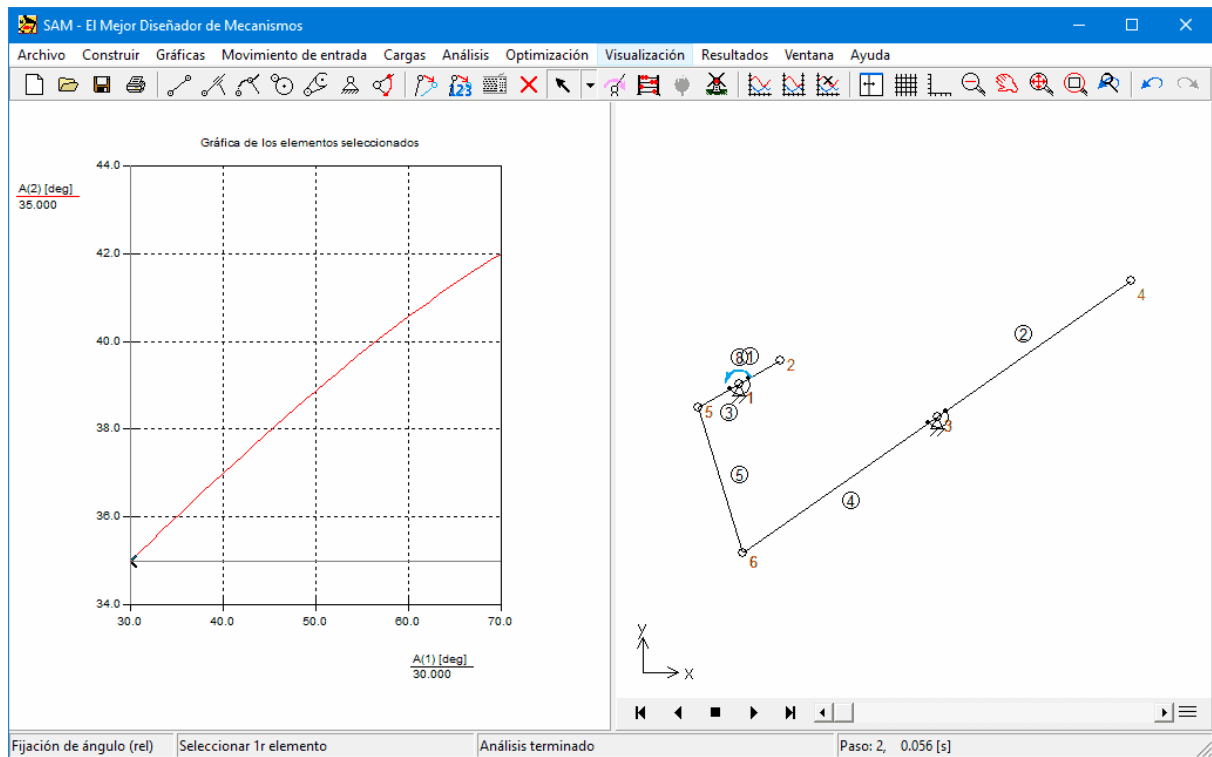 SAM - El Mejor Diseñador de Mecanismos
Archivo Construir Gráficas Movimiento de entrada Cargas Análisis Optimización Visualización Resultados Ventana Ayuda
123
Gráfica de los elementos seleccionados
A(2) [deg]
35.000
44.0
42.0
40.0
38.0
36.0
34.0
30.0 40.0 50.0 60.0 70.0
A(1) [deg]
30.000
4
2
8 1
2
1
5 3
3
5
4
6
y
x
Fijación de ángulo (rel) Seleccionar 1r elemento Análisis terminado Paso: 2, 0.056 [s]